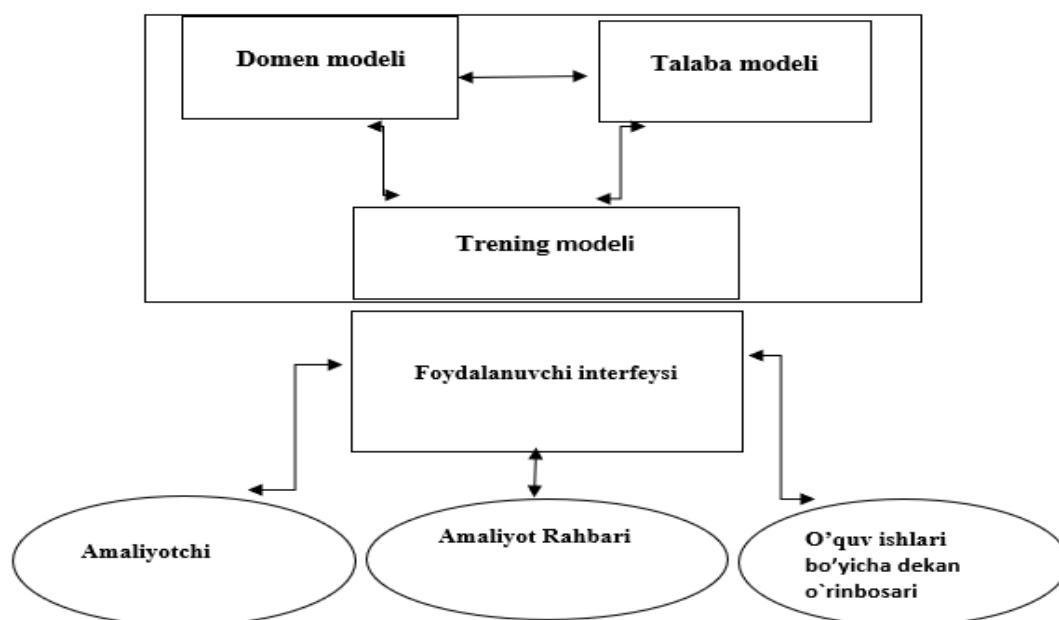 Domen modeli
Talaba modeli
Trening modeli
Foydalanuvchi interfeysi
Amaliyotchi
Amaliyot Rahbari
O’quv ishlari
bo’yicha dekan
o`rinbosari